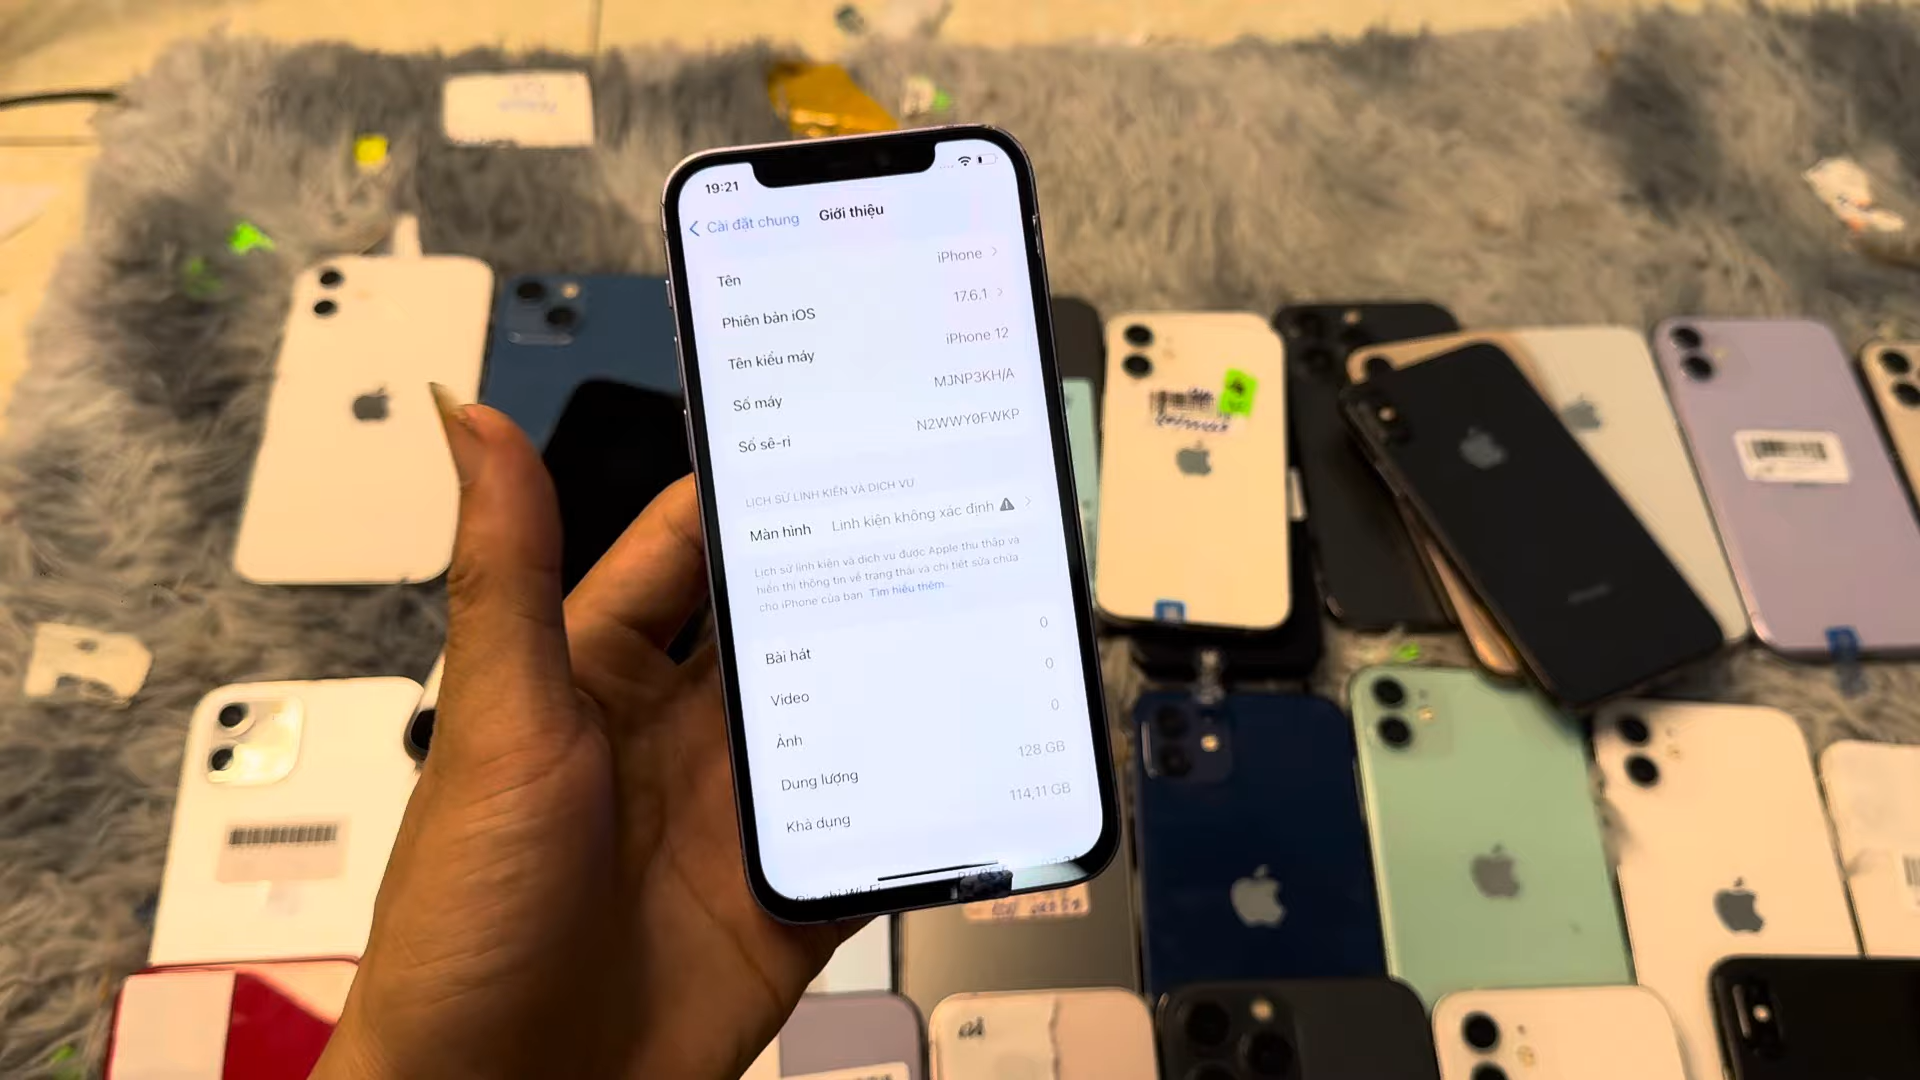 19:21
Cài đặt chung
Giới thiệu
Tên iPhone
Phiên bản iOS 17.6.1
Tên kiểu máy iPhone 12
Số máy MJNP3KH/A
Số sê-ri N2WWY0FWKP
LỊCH SỬ LINH KIỆN VÀ DỊCH VỤ
Màn hình Linh kiện không xác định
Lịch sử linh kiện và dịch vụ được Apple thu thập và
hiển thị thông tin về trạng thái và chi tiết sửa chữa
cho iPhone của bạn. Tìm hiểu thêm...
Bài hát 0
Video 0
Ảnh 0
Dung lượng 128 GB
Khả dụng 114,11 GB